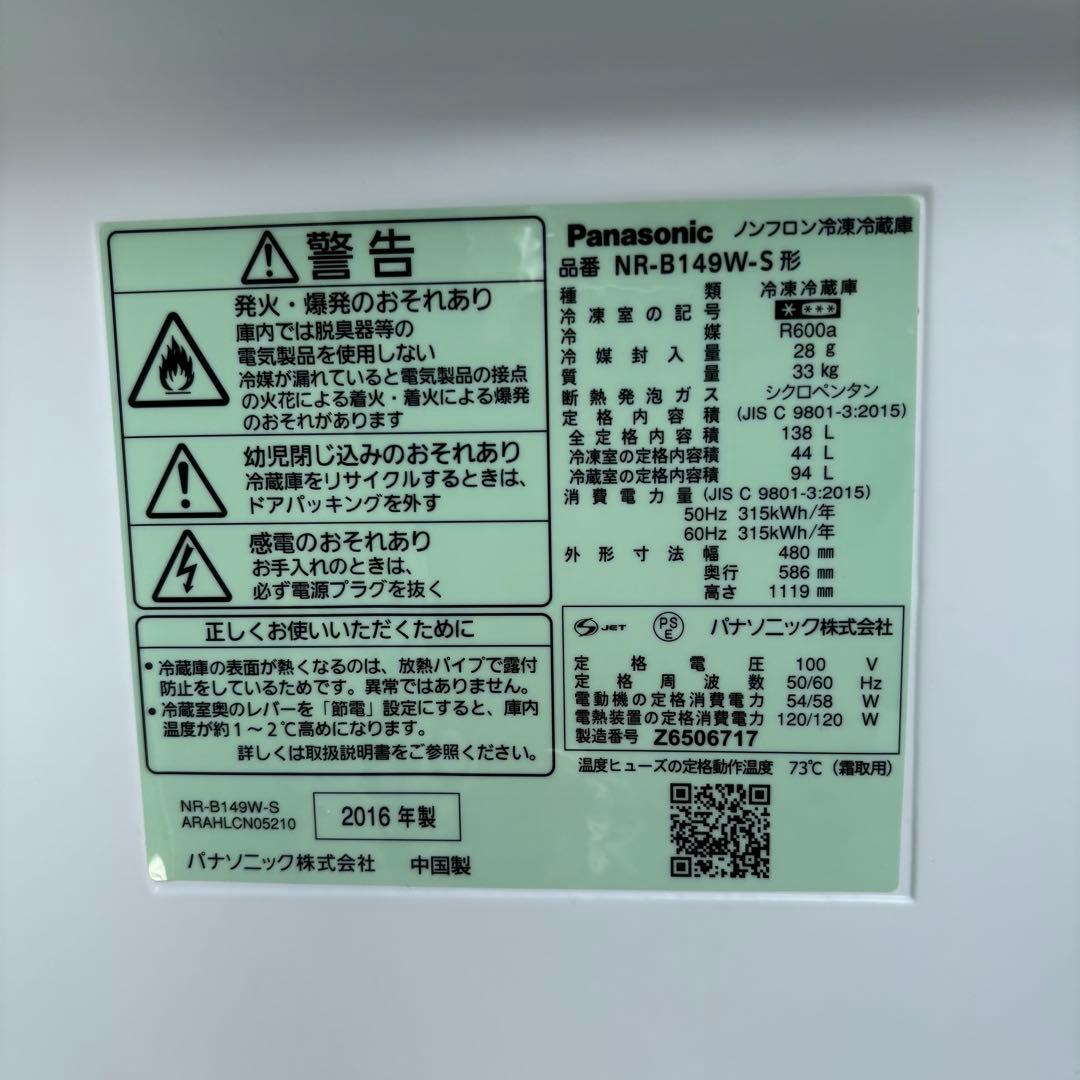 警告
発火・爆発のおそれあり
庫内では脱臭器等の
電気製品を使用しない
冷媒が漏れていると電気製品の接点
の火花による着火・着火による爆発
のおそれがあります
幼児閉じ込みのおそれあり
冷蔵庫をリサイクルするときは、
ドアパッキングを外す
感電のおそれあり
お手入れのときは、
必ず電源プラグを抜く
正しくお使いいただくために
•冷蔵庫の表面が熱くなるのは、放熱パイプで露付
防止をしているためです。異常ではありません。
•冷蔵室奥のレバーを「節電」設定にすると、庫内
温度が約1～2℃高めになります。
詳しくは取扱説明書をご参照ください。
NR-B149W-S
ARAHLCN05210
2016年製
パナソニック株式会社 中国製
Panasonic ノンフロン冷凍冷蔵庫
品番 NR-B149W-S形
種類 冷凍冷蔵庫
冷凍室の記号 * ***
冷媒 R600a
冷媒封入量 28 g
質量 33 kg
断熱発泡ガス シクロペンタン
定格内容積 (JIS C 9801-3:2015)
全定格内容積 138 L
冷凍室の定格内容積 44 L
冷蔵室の定格内容積 94 L
消費電力量 (JIS C 9801-3:2015)
50Hz 315kWh/年
60Hz 315kWh/年
外形寸法 幅 480 mm
奥行 586 mm
高さ 1119 mm
S JET PS E パナソニック株式会社
定格電圧 100 V
定格周波数 50/60 Hz
電動機の定格消費電力 54/58 W
電熱装置の定格消費電力 120/120 W
製造番号 Z6506717
温度ヒューズの定格動作温度 73℃（霜取用）